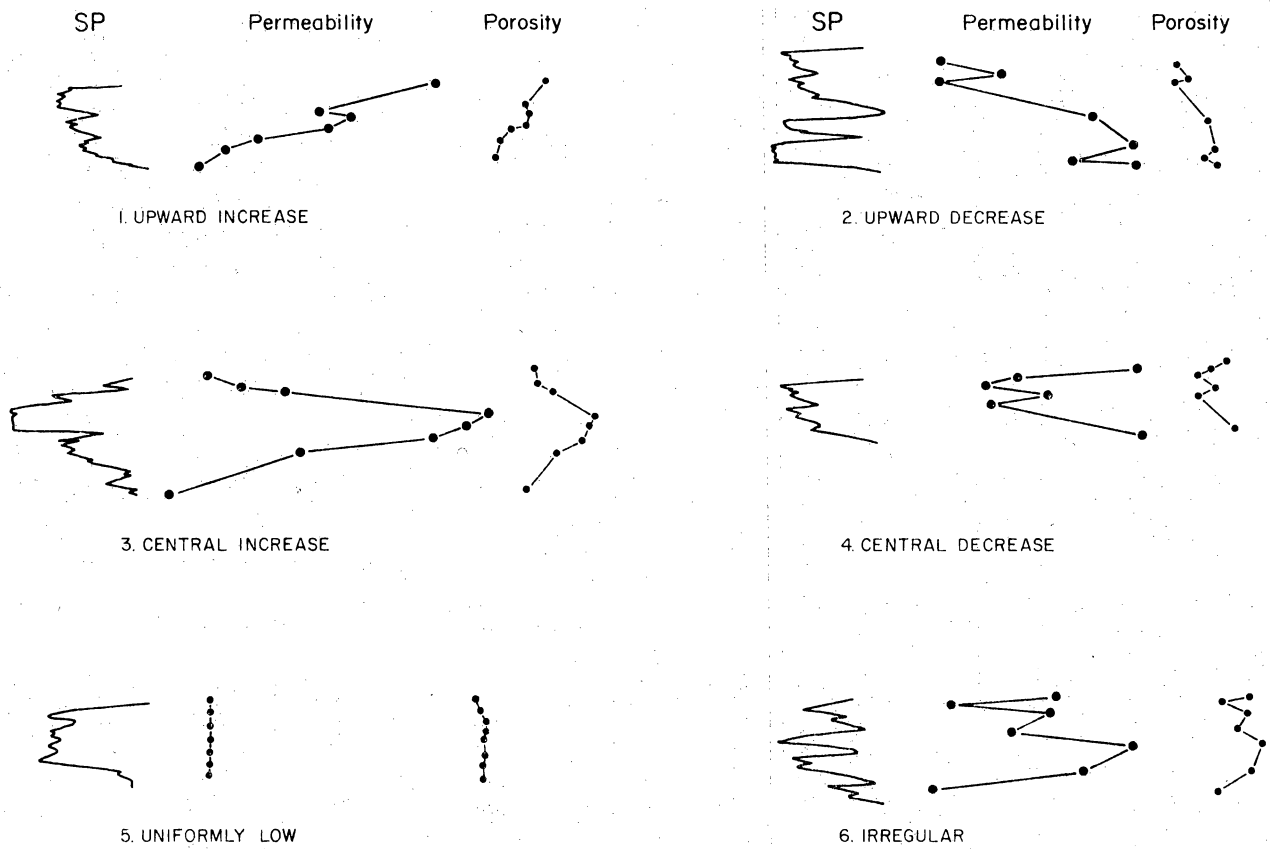 SP Permeability Porosity
SP Permeability Porosity
1. UPWARD INCREASE
2. UPWARD DECREASE
3. CENTRAL INCREASE
4. CENTRAL DECREASE
5. UNIFORMLY LOW
6. IRREGULAR